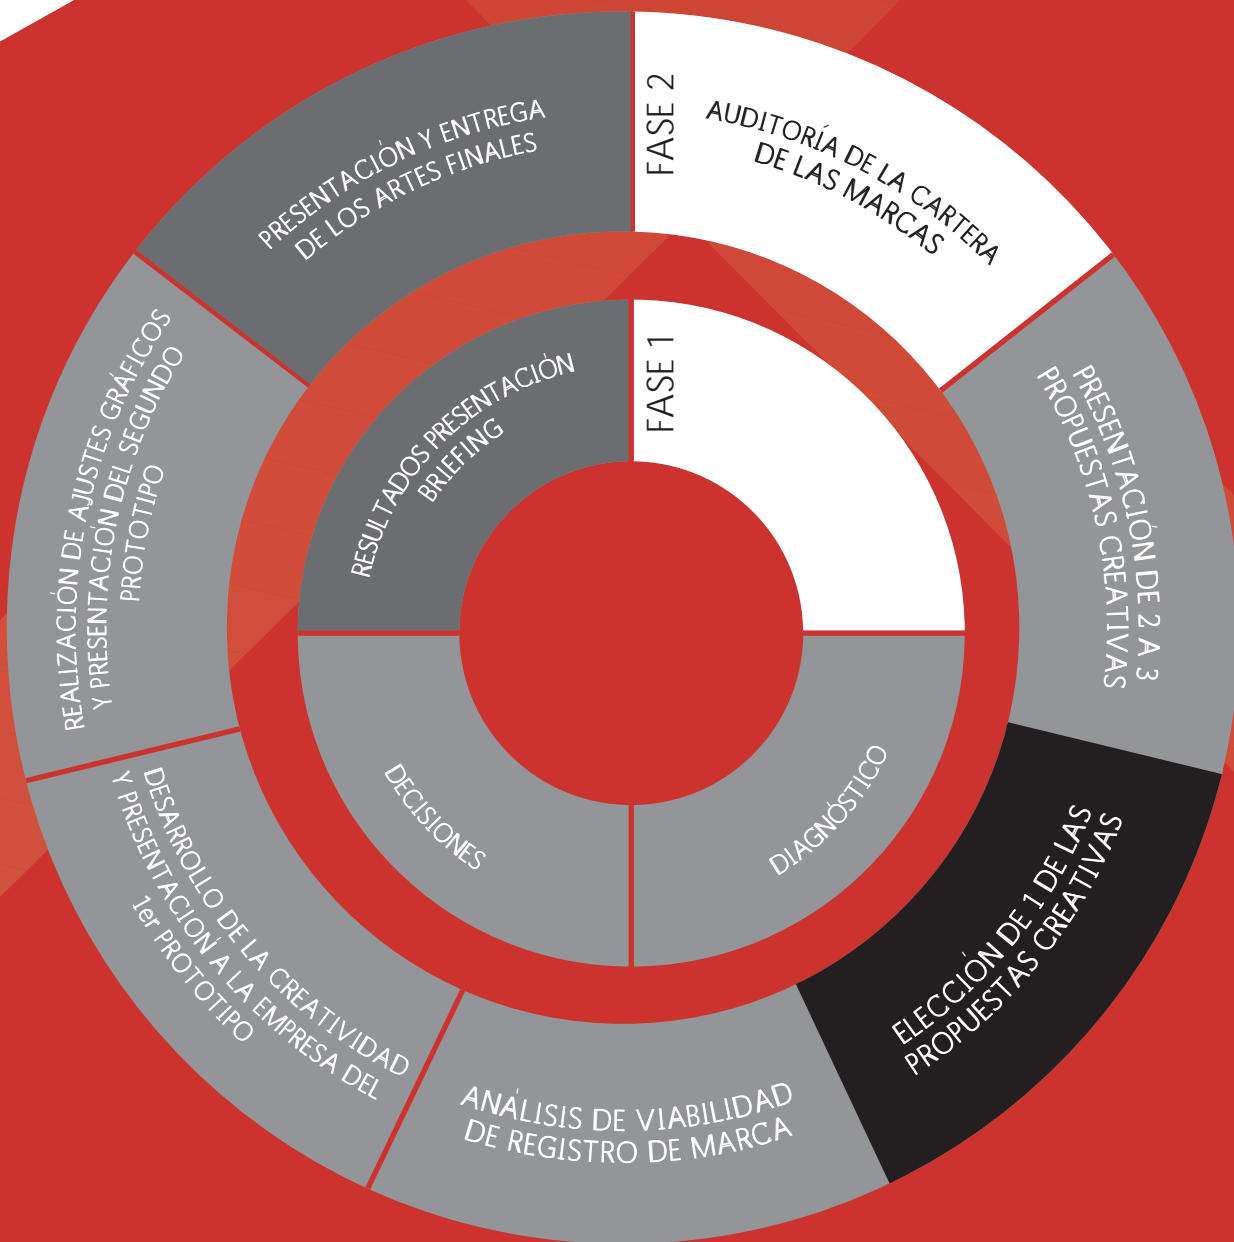 FASE 2
AUDITORÍA DE LA CARTERA
DE LAS MARCAS
PRESENTACIÓN DE 2 A 3
PROPUESTAS CREATIVAS
ELECCIÓN DE 1 DE LAS
PROPUESTAS CREATIVAS
ANÁLISIS DE VIABILIDAD
DE REGISTRO DE MARCA
DESARROLLO DE LA CREATIVIDAD
Y PRESENTACIÓN A LA EMPRESA DEL
1er PROTOTIPO
REALIZACIÓN DE AJUSTES GRÁFICOS
Y PRESENTACIÓN DEL SEGUNDO
PROTOTIPO
PRESENTACIÓN Y ENTREGA
DE LOS ARTES FINALES
FASE 1
DIAGNÓSTICO
DECISIONES
RESULTADOS PRESENTACIÓN
BRIEFING